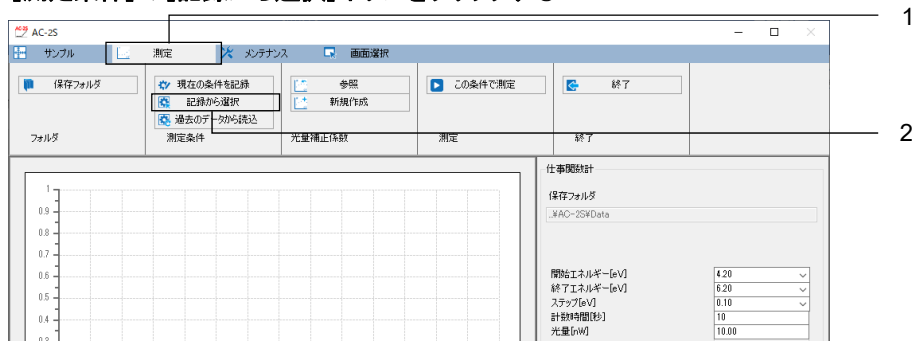 1
AC-2S
サンプル 測定 メンテナンス 画面選択
保存フォルダ 現在の条件を記録 参照 この条件で測定 終了
記録から選択 新規作成
過去のデータから読込
2
フォルダ 測定条件 光量補正係数 測定 終了
仕事関数計
保存フォルダ
..¥AC-2S¥Data
1
0.9
0.8
0.7
0.6
0.5
0.4
開始エネルギー[eV] 4.20
終了エネルギー[eV] 6.20
ステップ[eV] 0.10
計数時間[秒] 10
光量[nW] 10.00